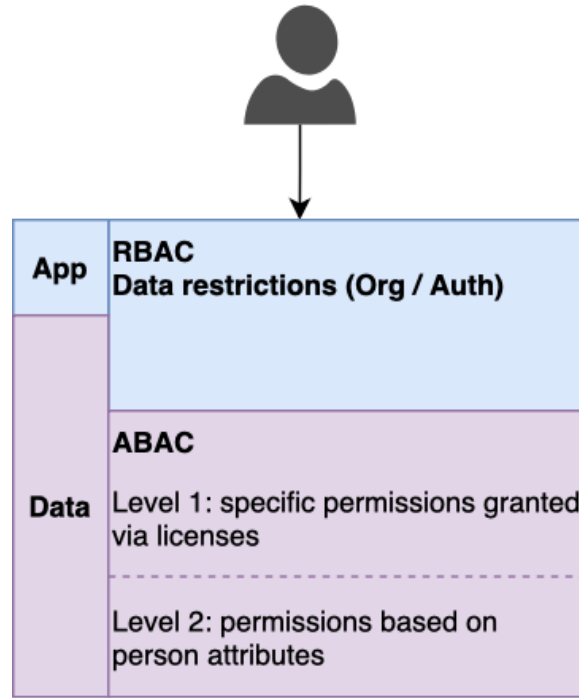 App
RBAC
Data restrictions (Org / Auth)
Data
ABAC
Level 1: specific permissions granted
via licenses
Level 2: permissions based on
person attributes